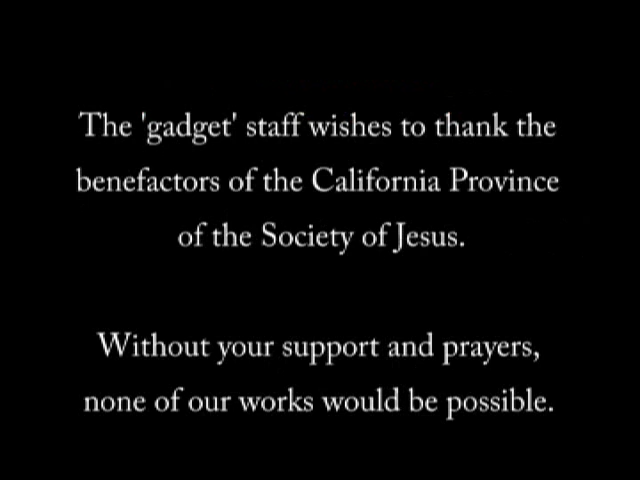 The 'gadget' staff wishes to thank the
benefactors of the California Province
of the Society of Jesus.
Without your support and prayers,
none of our works would be possible.